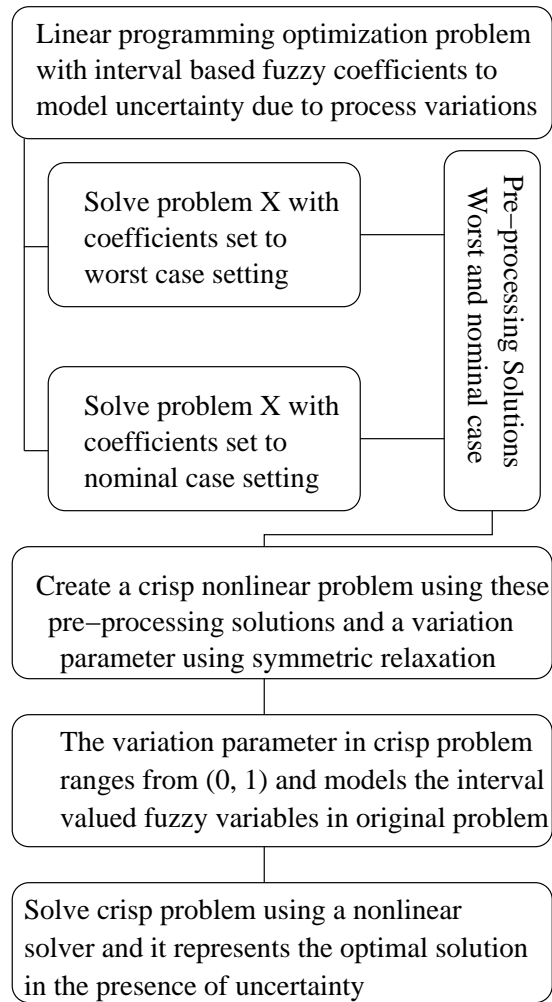 Linear programming optimization problem
with interval based fuzzy coefficients to
model uncertainty due to process variations
Solve problem X with
coefficients set to
worst case setting
Pre−processing Solutions
Worst and nominal case
Solve problem X with
coefficients set to
nominal case setting
Create a crisp nonlinear problem using these
pre−processing solutions and a variation
parameter using symmetric relaxation
The variation parameter in crisp problem
ranges from (0, 1) and models the interval
valued fuzzy variables in original problem
Solve crisp problem using a nonlinear
solver and it represents the optimal solution
in the presence of uncertainty